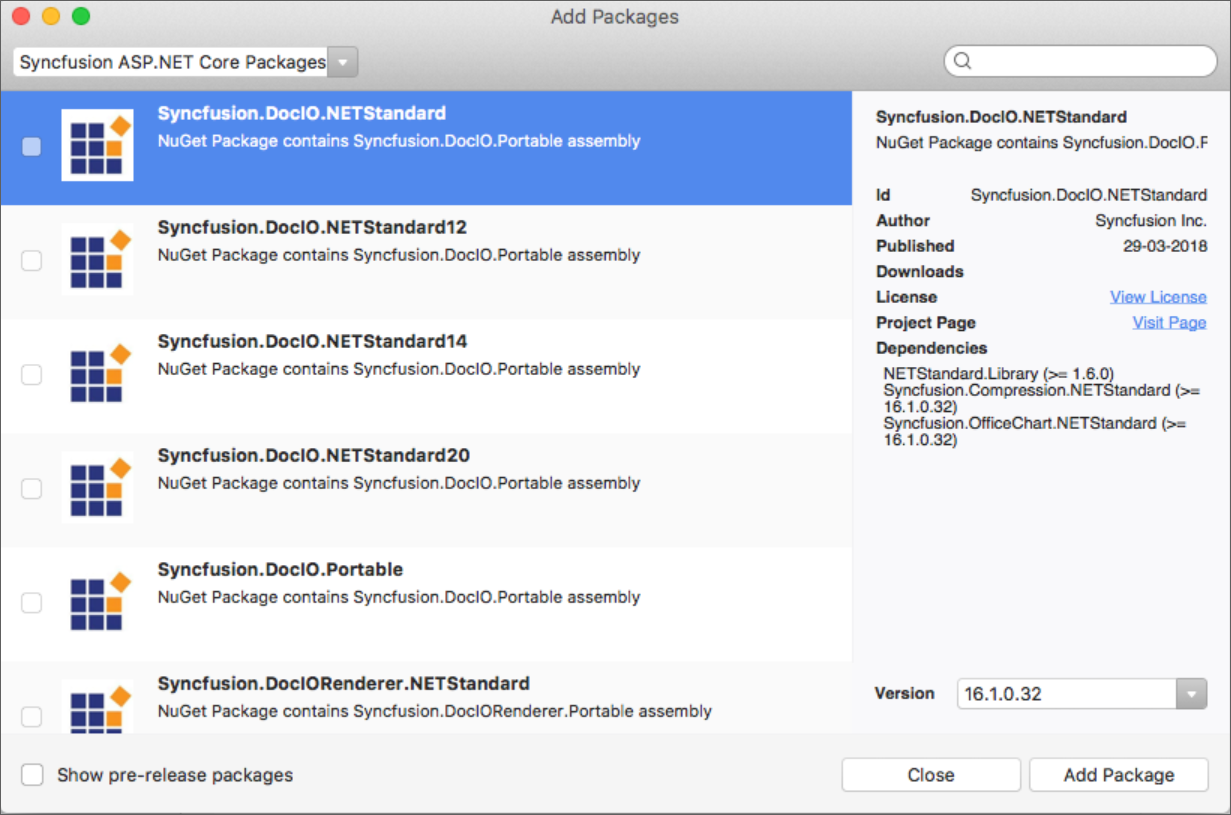 Add Packages
Syncfusion ASP.NET Core Packages
Syncfusion.DocIO.NETStandard
NuGet Package contains Syncfusion.DocIO.Portable assembly
Syncfusion.DocIO.NETStandard12
NuGet Package contains Syncfusion.DocIO.Portable assembly
Syncfusion.DocIO.NETStandard14
NuGet Package contains Syncfusion.DocIO.Portable assembly
Syncfusion.DocIO.NETStandard20
NuGet Package contains Syncfusion.DocIO.Portable assembly
Syncfusion.DocIO.Portable
NuGet Package contains Syncfusion.DocIO.Portable assembly
Syncfusion.DocIORenderer.NETStandard
NuGet Package contains Syncfusion.DocIORenderer.Portable assembly
Syncfusion.DocIO.NETStandard
NuGet Package contains Syncfusion.DocIO.P
Id Syncfusion.DocIO.NETStandard
Author Syncfusion Inc.
Published 29-03-2018
Downloads
License View License
Project Page Visit Page
Dependencies
NETStandard.Library (>= 1.6.0)
Syncfusion.Compression.NETStandard (>=
16.1.0.32)
Syncfusion.OfficeChart.NETStandard (>=
16.1.0.32)
Version 16.1.0.32
Show pre-release packages
Close
Add Package